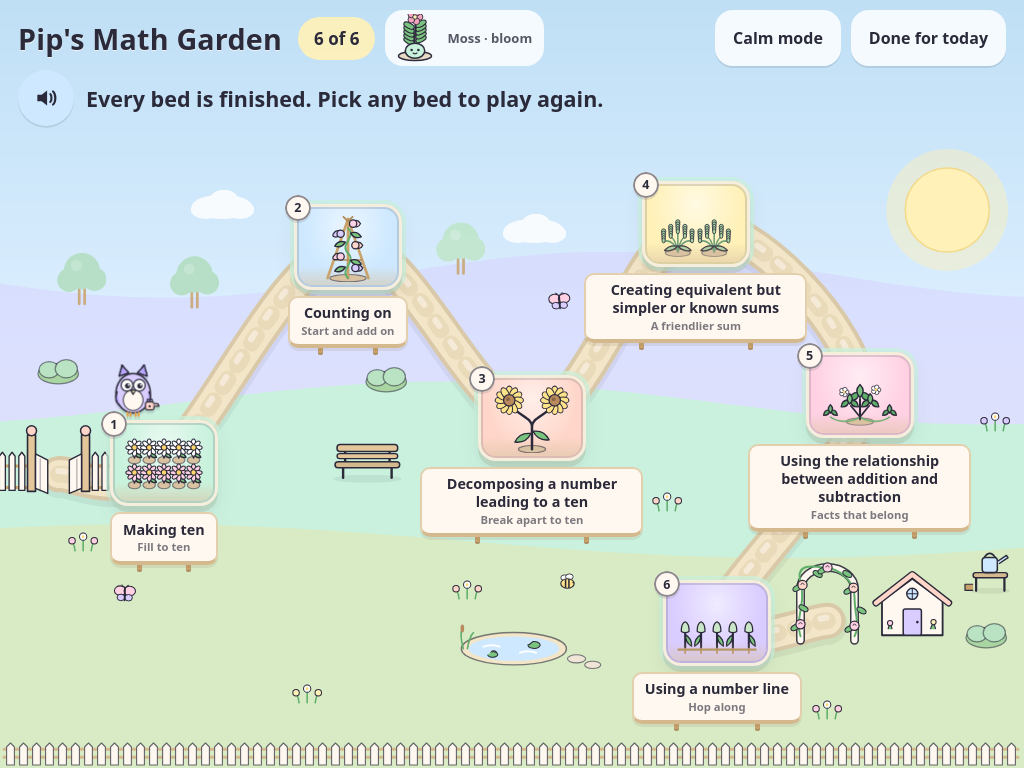 Pip's Math Garden
6 of 6
Moss · bloom
Calm mode
Done for today
Every bed is finished. Pick any bed to play again.
1
Making ten
Fill to ten
2
Counting on
Start and add on
3
Decomposing a number
leading to a ten
Break apart to ten
4
Creating equivalent but
simpler or known sums
A friendlier sum
5
Using the relationship
between addition and
subtraction
Facts that belong
6
Using a number line
Hop along